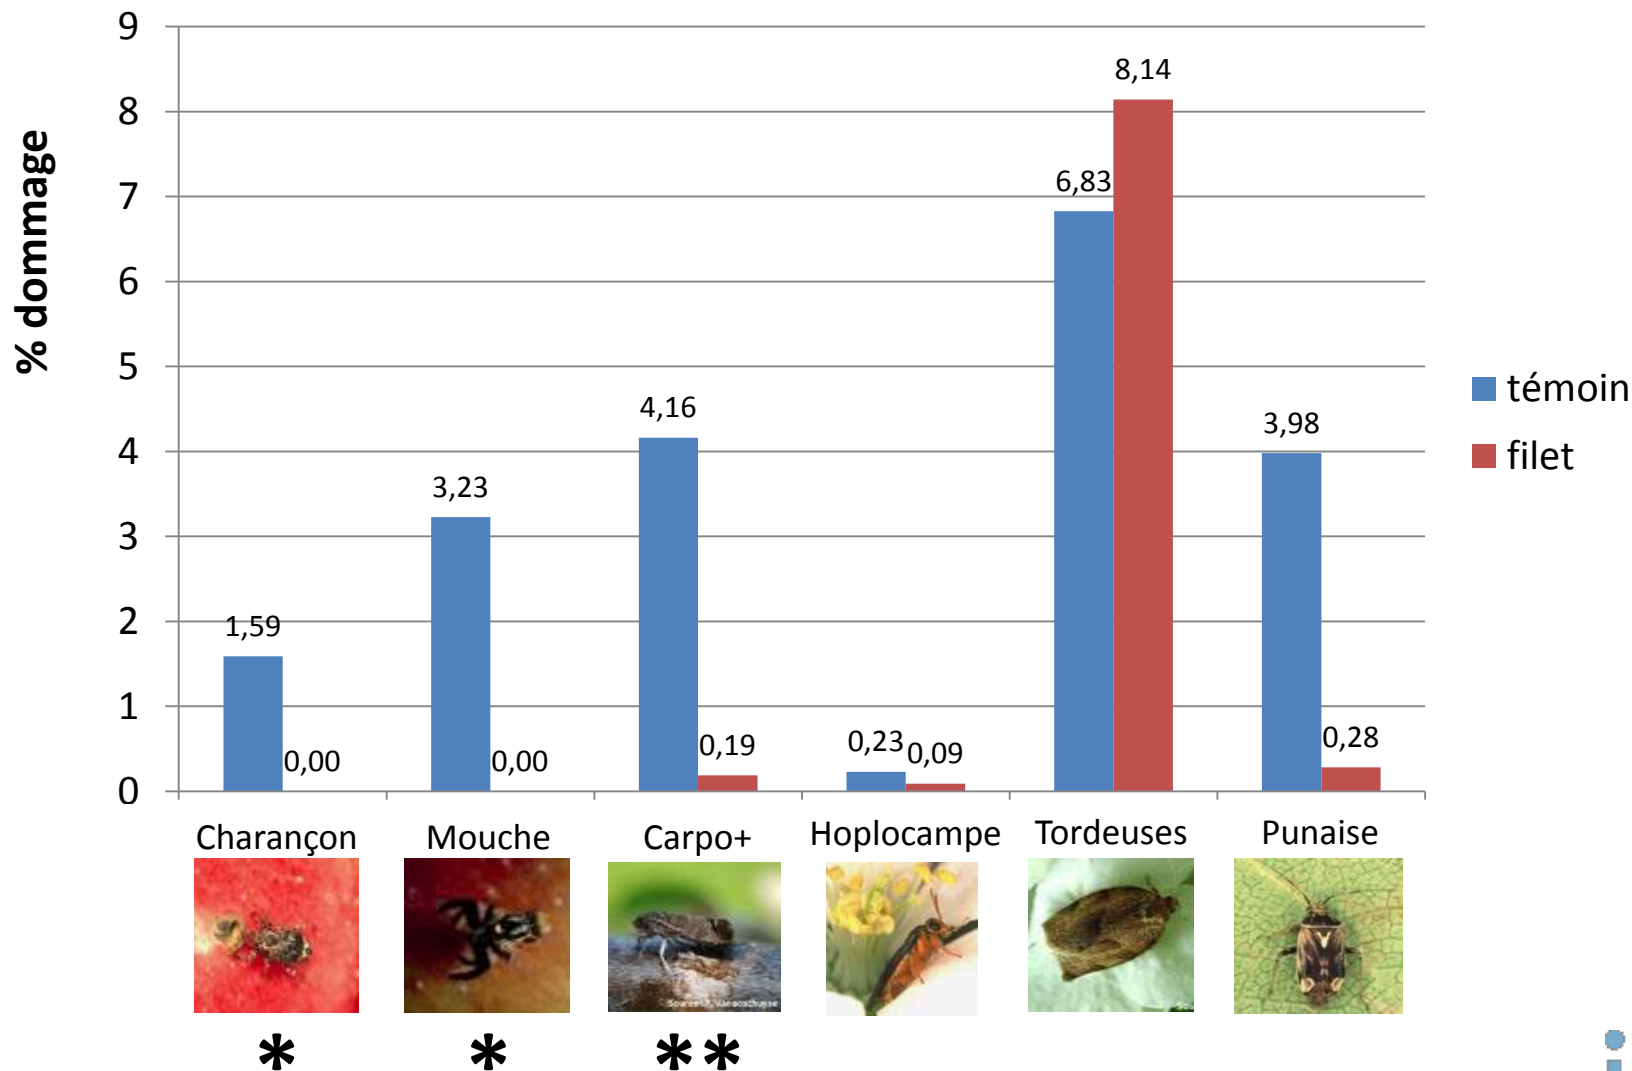 % dommage
9
8
7
6
5
4
3
2
1
0
1,59
0,00
3,23
0,00
4,16
0,19
0,23
0,09
6,83
8,14
3,98
0,28
témoin
filet
Charançon
Mouche
Carpo+
Hoplocampe
Tordeuses
Punaise
*
*
**